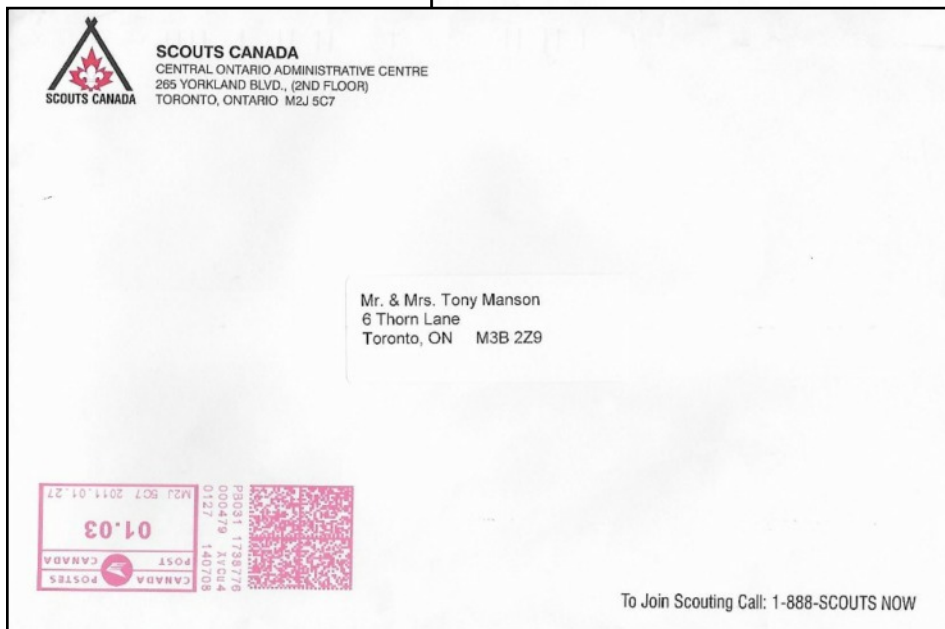 SCOUTS CANADA
SCOUTS CANADA
CENTRAL ONTARIO ADMINISTRATIVE CENTRE
265 YORKLAND BLVD., (2ND FLOOR)
TORONTO, ONTARIO M2J 5C7
Mr. & Mrs. Tony Manson
6 Thorn Lane
Toronto, ON M3B 2Z9
CANADA POSTES
POST CANADA
01.03
M2J 5C7 2011.01.27
PB031 1738776
000479
0127 140708
To Join Scouting Call: 1-888-SCOUTS NOW